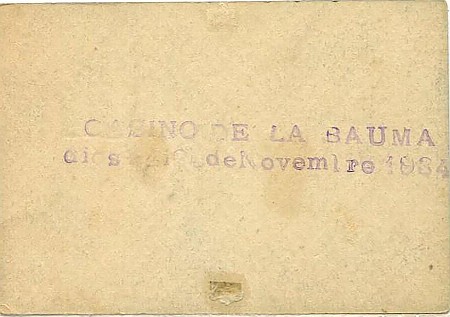 CASINO DE LA BAUMA
dies de Novembre 1934